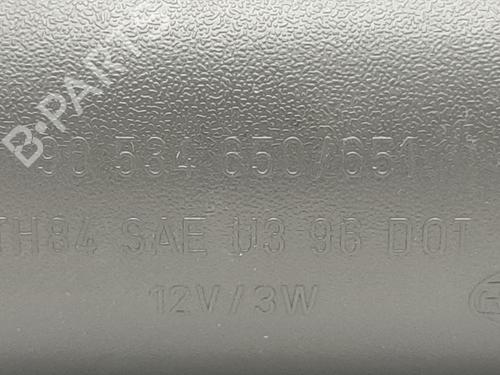 B-PARTS
90 534 650/651
TH84 SAE U3 96 DOT
12V/3W